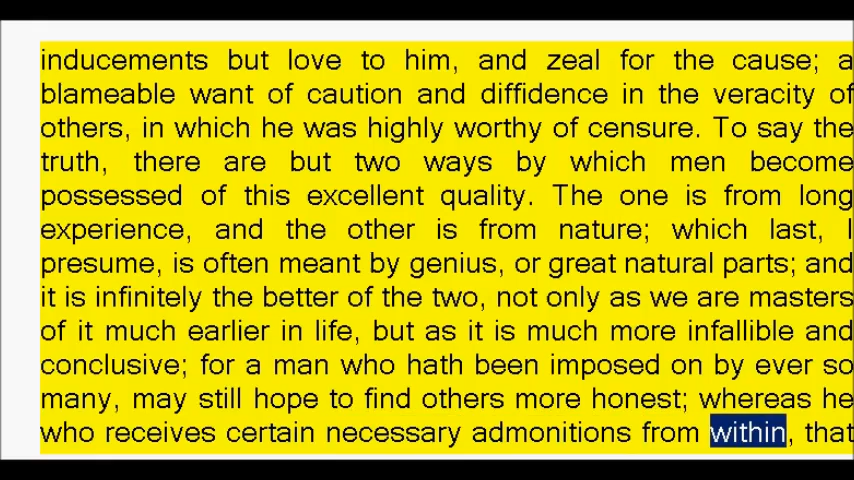 inducements but love to him, and zeal for the cause; a
blameable want of caution and diffidence in the veracity of
others, in which he was highly worthy of censure. To say the
truth, there are but two ways by which men become
possessed of this excellent quality. The one is from long
experience, and the other is from nature; which last, I
presume, is often meant by genius, or great natural parts; and
it is infinitely the better of the two, not only as we are masters
of it much earlier in life, but as it is much more infallible and
conclusive; for a man who hath been imposed on by ever so
many, may still hope to find others more honest; whereas he
who receives certain necessary admonitions from within, that